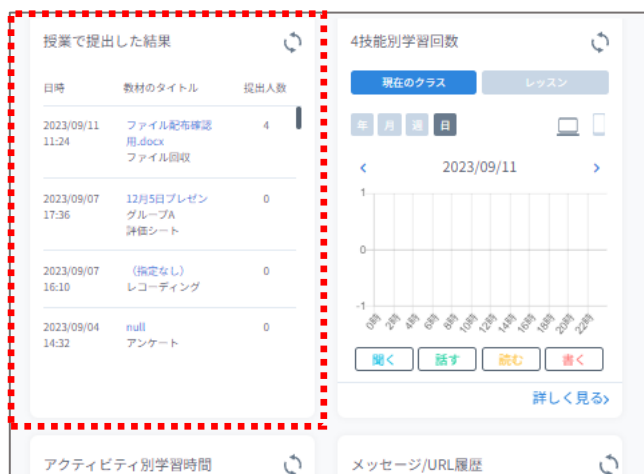 授業で提出した結果
日時 教材のタイトル 提出人数
2023/09/11 ファイル配布確認 4
11:24 用.docx
ファイル回収
2023/09/07 12月5日プレゼン 0
17:36 グループA
評価シート
2023/09/07 （指定なし） 0
16:10 レコーディング
2023/09/04 null 0
14:32 アンケート
4技能別学習回数
現在のクラス レッスン
年 月 週 日
< 2023/09/11 >
1
0
-1
0時 2時 4時 6時 8時 10時 12時 14時 16時 18時 20時 22時
聞く 話す 読む 書く
詳しく見る>
アクティビティ別学習時間
メッセージ/URL履歴